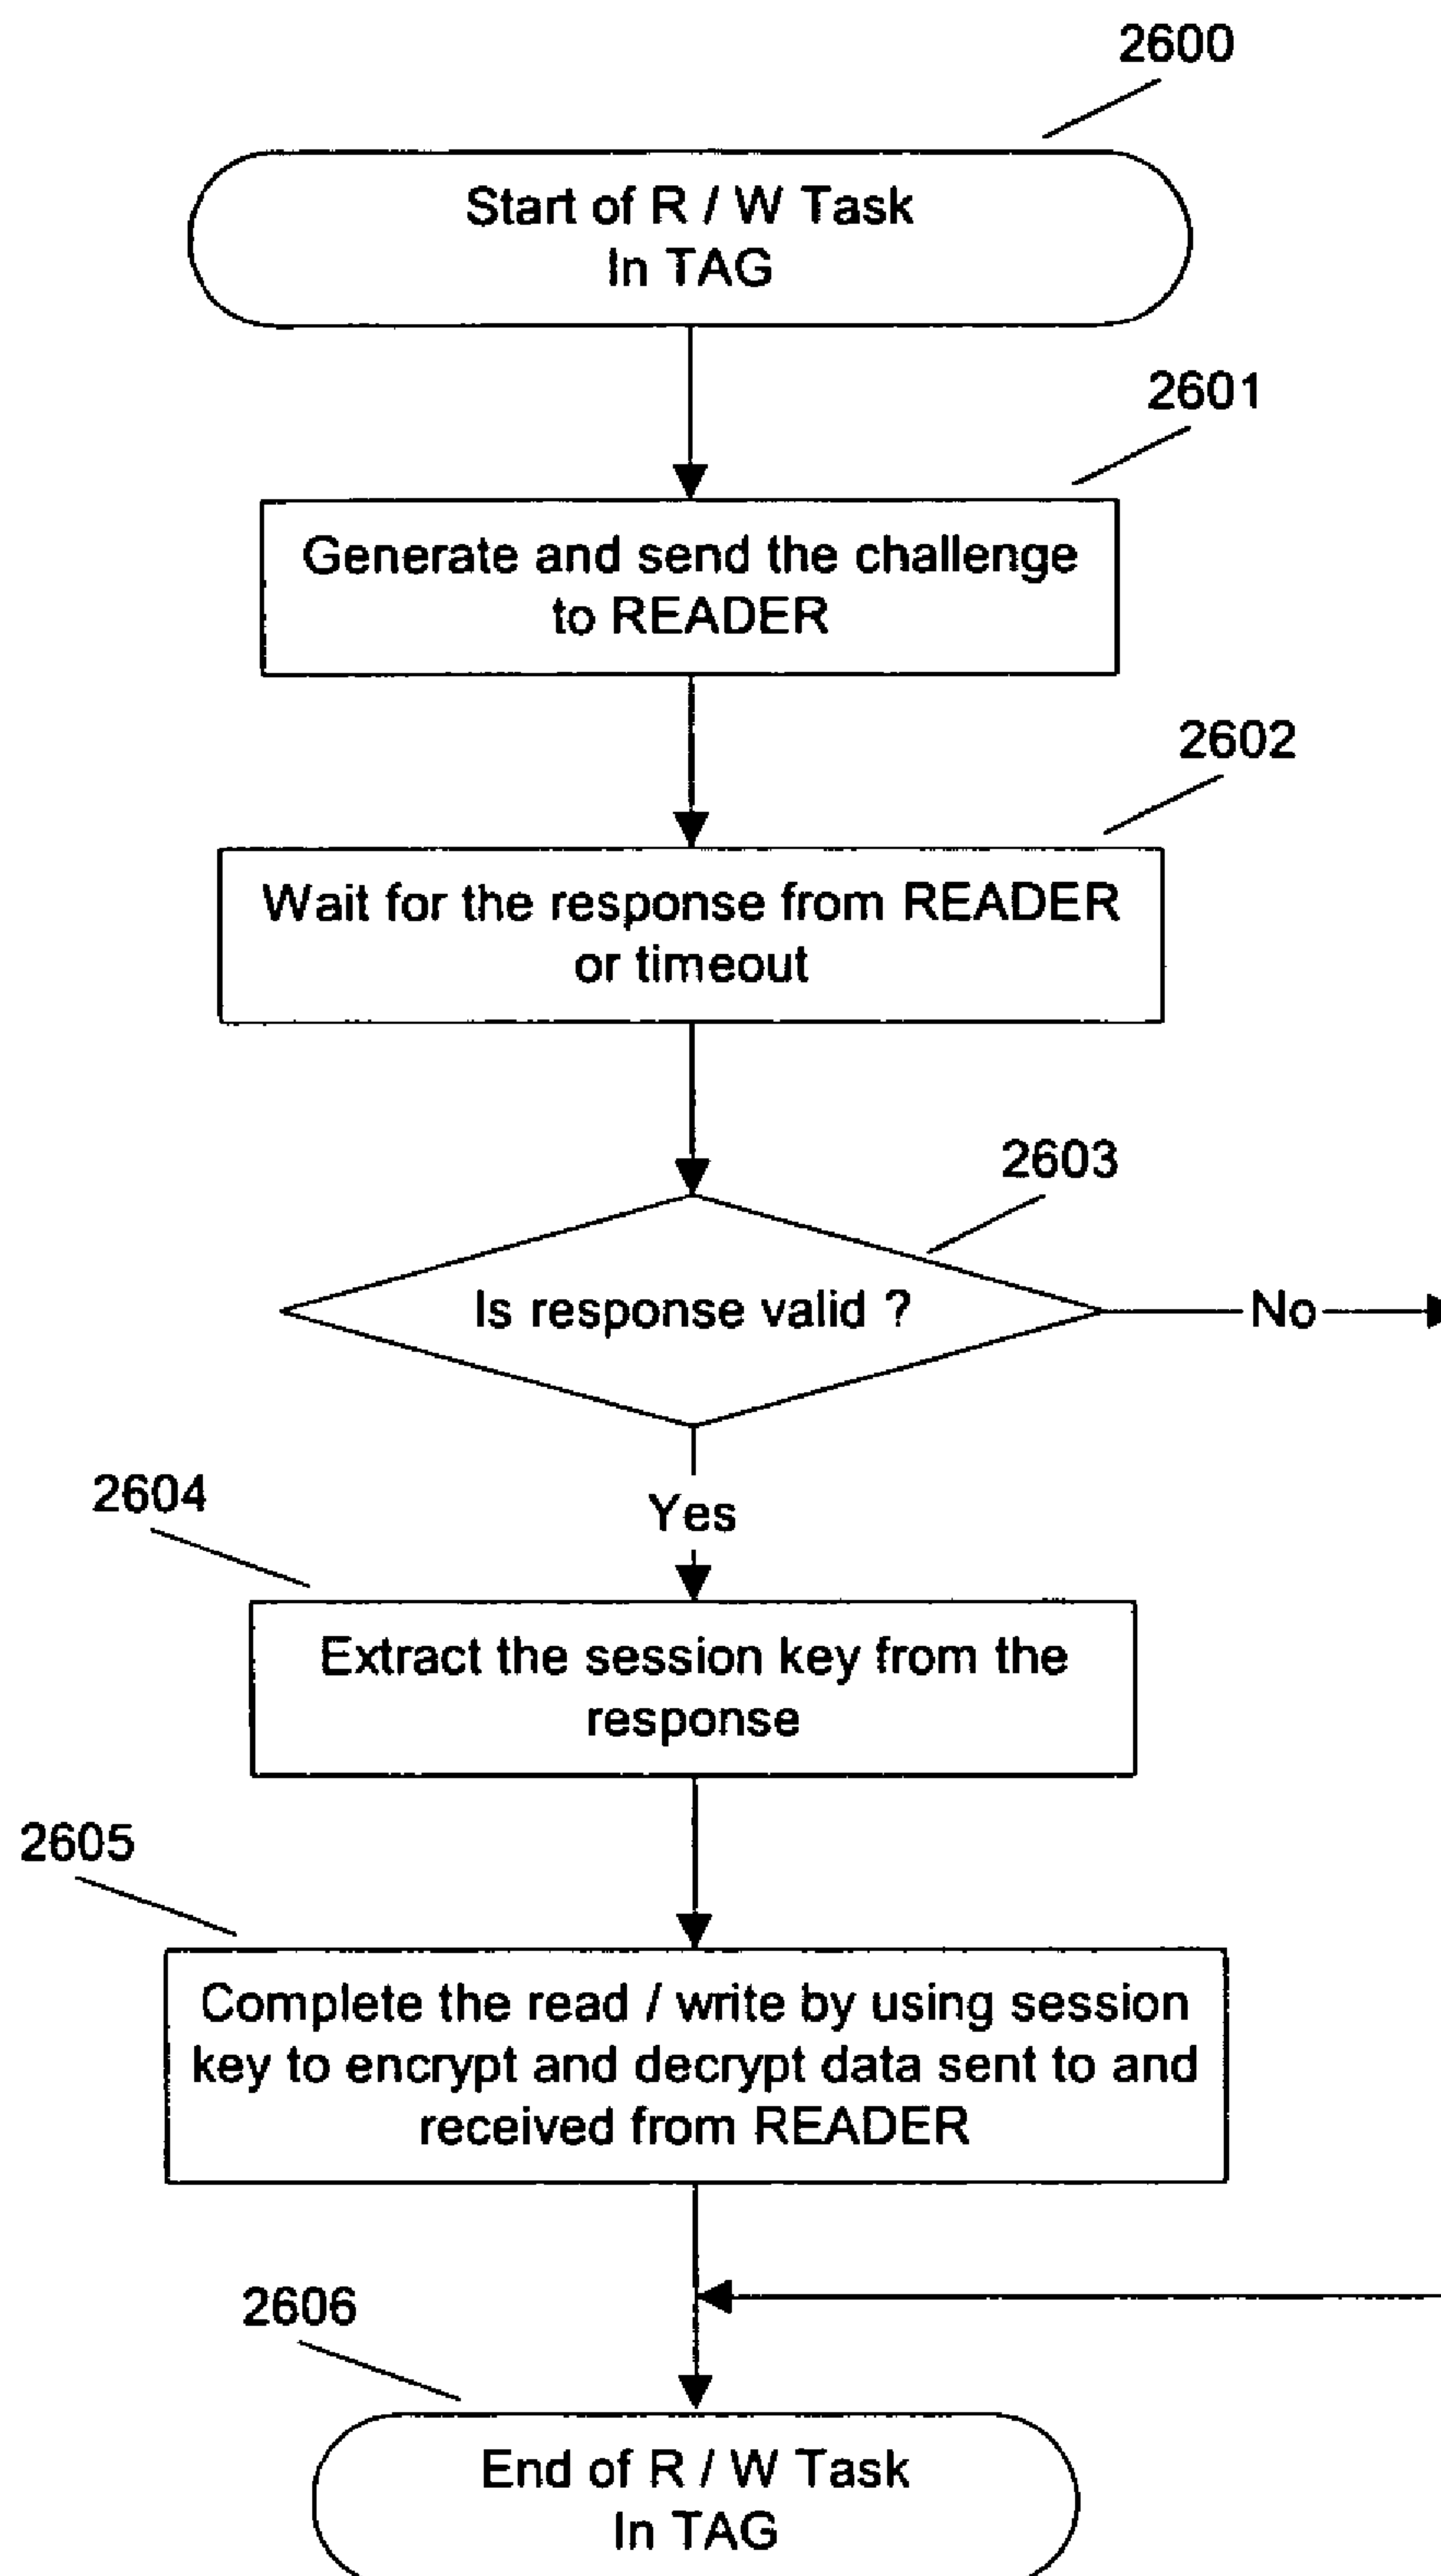 2600
Start of R / W Task
In TAG
2601
Generate and send the challenge
to READER
2602
Wait for the response from READER
or timeout
2603
Is response valid ?
No
Yes
2604
Extract the session key from the
response
2605
Complete the read / write by using session
key to encrypt and decrypt data sent to and
received from READER
2606
End of R / W Task
In TAG